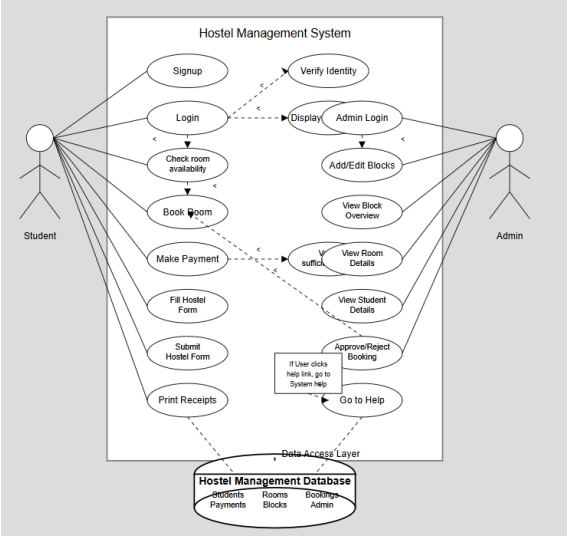 Hostel Management System
Signup
Verify Identity
<
Login
<
Display
Admin Login
<
<
Check room
availability
Add/Edit Blocks
<
Book Room
View Block
Overview
Student
Admin
Make Payment
<
suffici
View Room
Details
<
Fill Hostel
Form
View Student
Details
Submit
Hostel Form
Approve/Reject
Booking
If User clicks
help link, go to
System help
Print Receipts
Go to Help
Data Access Layer
Hostel Management Database
Students Rooms Bookings
Payments Blocks Admin